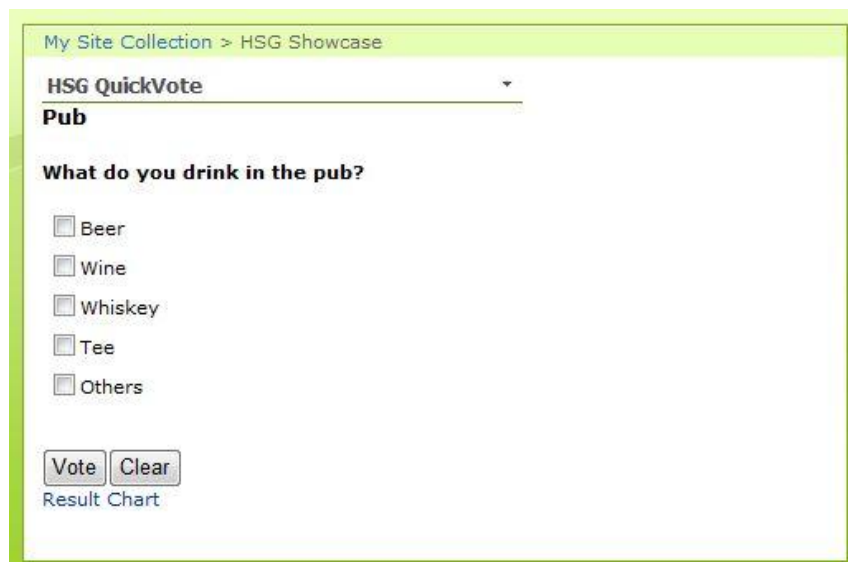 My Site Collection > HSG Showcase
HSG QuickVote
Pub
What do you drink in the pub?
Beer
Wine
Whiskey
Tee
Others
Vote Clear
Result Chart